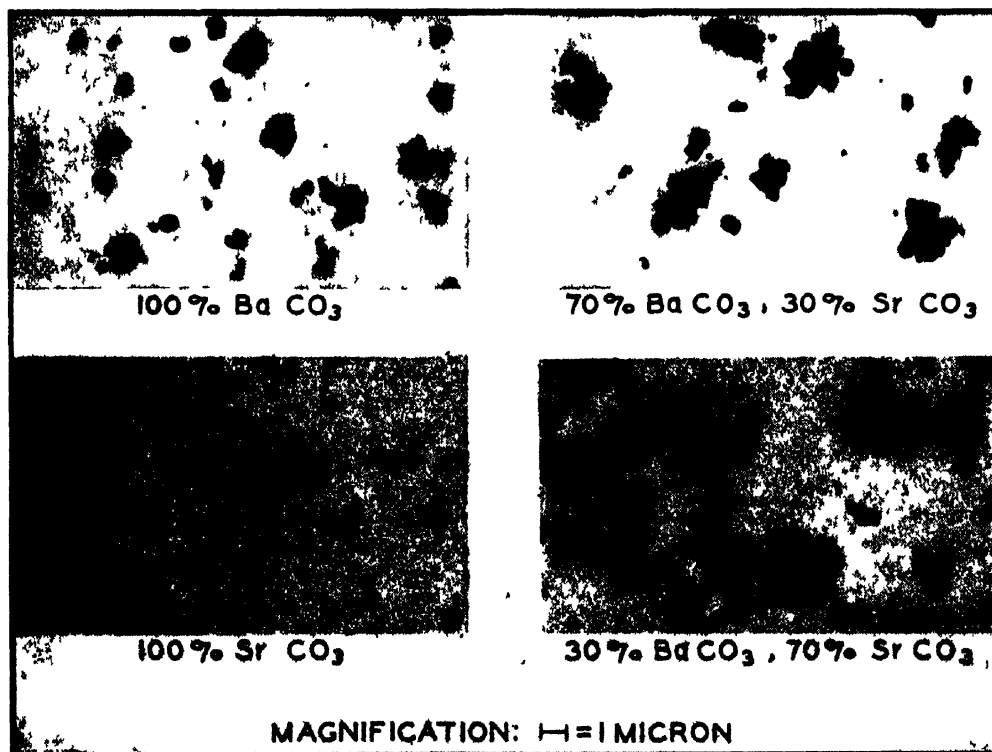 100% Ba CO₃
70% Ba CO₃, 30% Sr CO₃
100% Sr CO₃
30% Ba CO₃, 70% Sr CO₃
MAGNIFICATION: ⊢⊣ = 1 MICRON